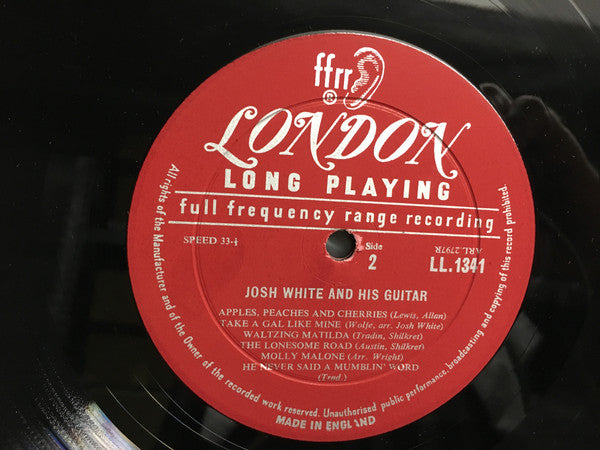 ffrr
®
LONDON
LONG PLAYING
full frequency range recording
SPEED 33-⅓
Side
2
ARL.2797R
LL.1341
JOSH WHITE AND HIS GUITAR
APPLES, PEACHES AND CHERRIES (Lewis, Allan)
TAKE A GAL LIKE MINE (Wolfe, arr. Josh White)
WALTZING MATILDA (Tradin, Shilkret)
THE LONESOME ROAD (Austin, Shilkret)
MOLLY MALONE (Arr. Wright)
HE NEVER SAID A MUMBLIN' WORD
(Trad.)
All rights of the Manufacturer and of the Owner of the recorded work reserved. Unauthorised public performance, broadcasting and copying of this record prohibited.
MADE IN ENGLAND